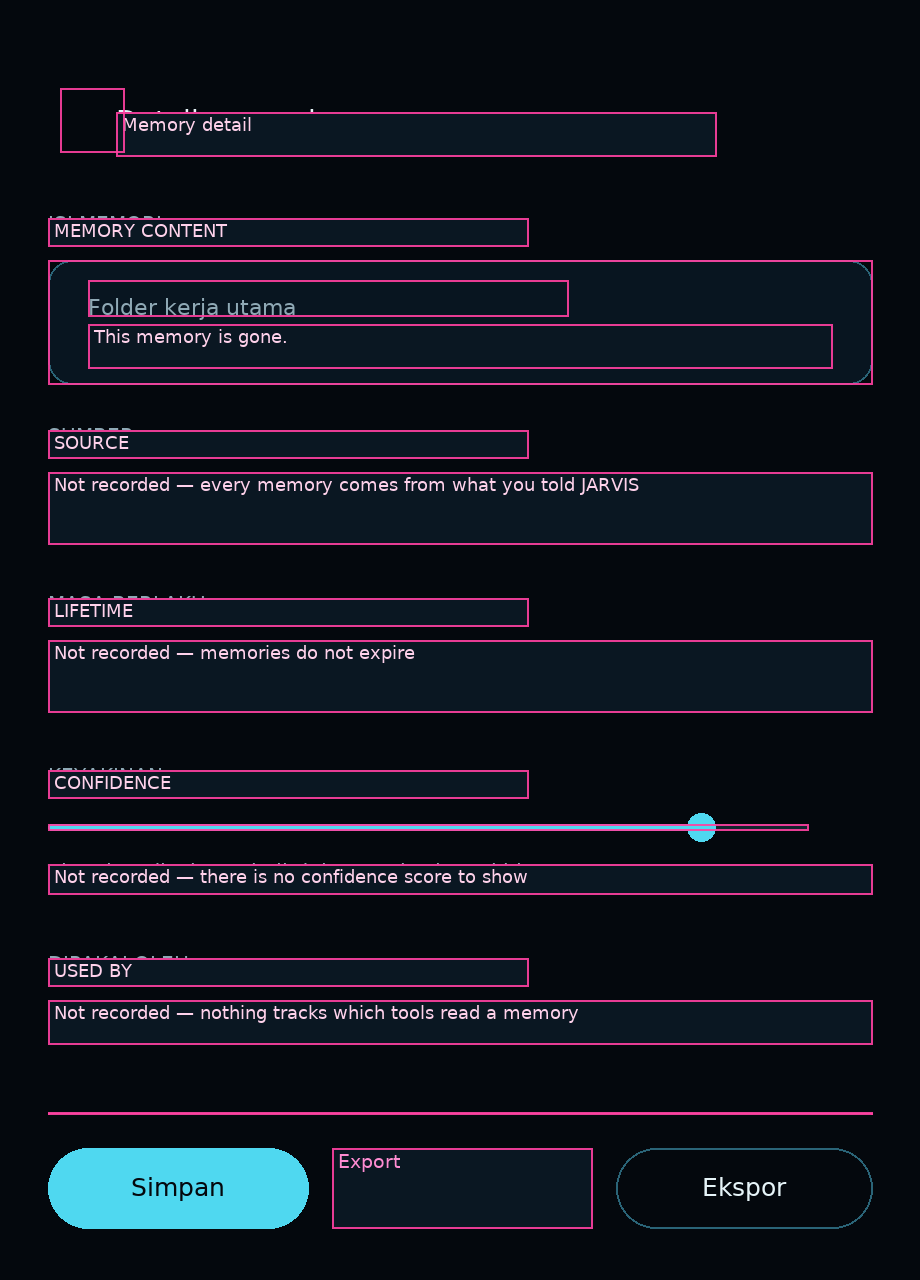 Memory detail
MEMORY CONTENT
Folder kerja utama
This memory is gone.
SOURCE
Not recorded — every memory comes from what you told JARVIS
LIFETIME
Not recorded — memories do not expire
CONFIDENCE
Not recorded — there is no confidence score to show
USED BY
Not recorded — nothing tracks which tools read a memory
Simpan
Export
Ekspor